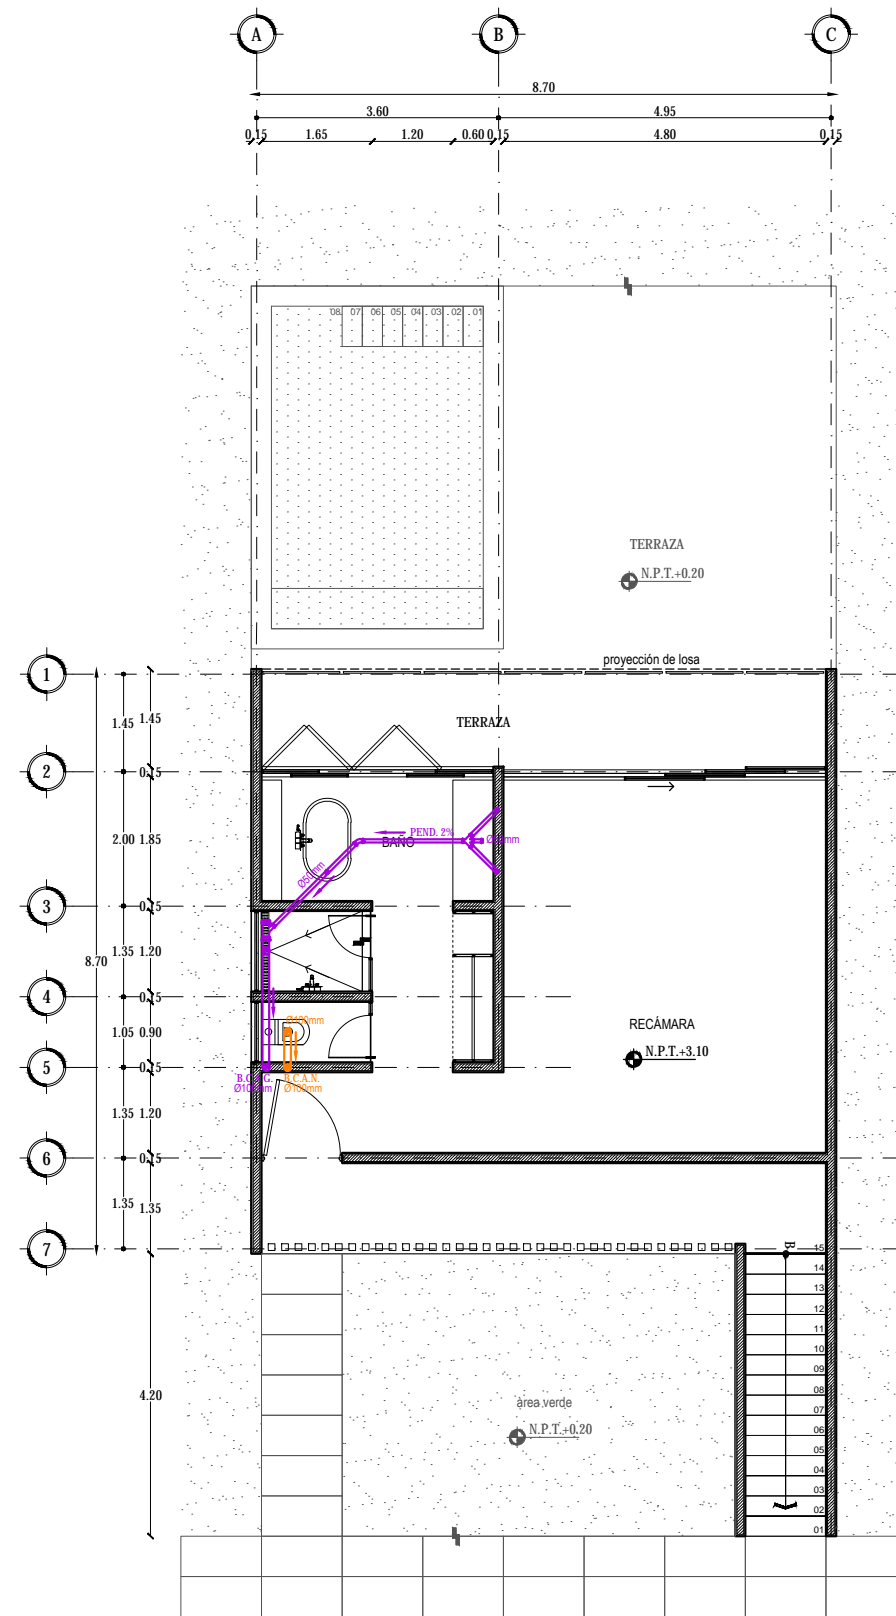 A B C
8.70
3.60 4.95
0.15 1.65 1.20 0.60 0.15 4.80 0.15
08 07 06 05 04 03 02 01
TERRAZA
N.P.T.+0.20
proyección de losa
1
TERRAZA
1.45 1.45
2
0.15
PEND. 2%
BAÑO
2.00 1.85
Ø50mm
3
0.15
8.70
1.35 1.20
4
0.15
Ø100mm
RECÁMARA
1.05 0.90
N.P.T.+3.10
5
0.15
B.C.A.G. B.C.A.N.
Ø100mm Ø100mm
1.35 1.20
6
0.15
1.35 1.35
7
B
15
14
13
12
11
10
09
08
07
06
05
04
03
02
01
4.20
área verde
N.P.T.+0.20